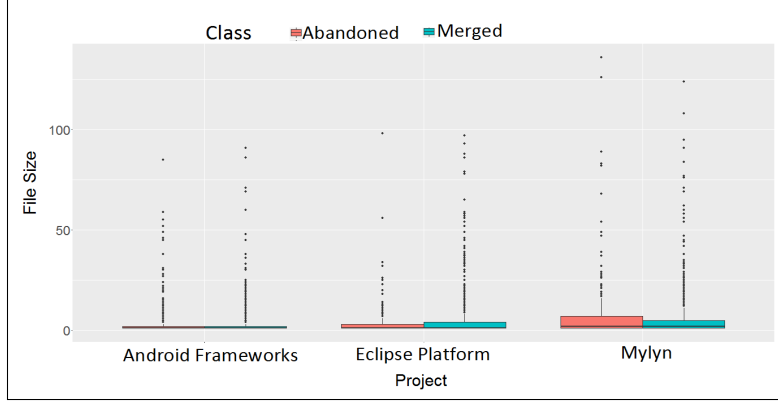 Class Abandoned Merged
File Size
100
50
0
Android Frameworks Eclipse Platform Mylyn
Project